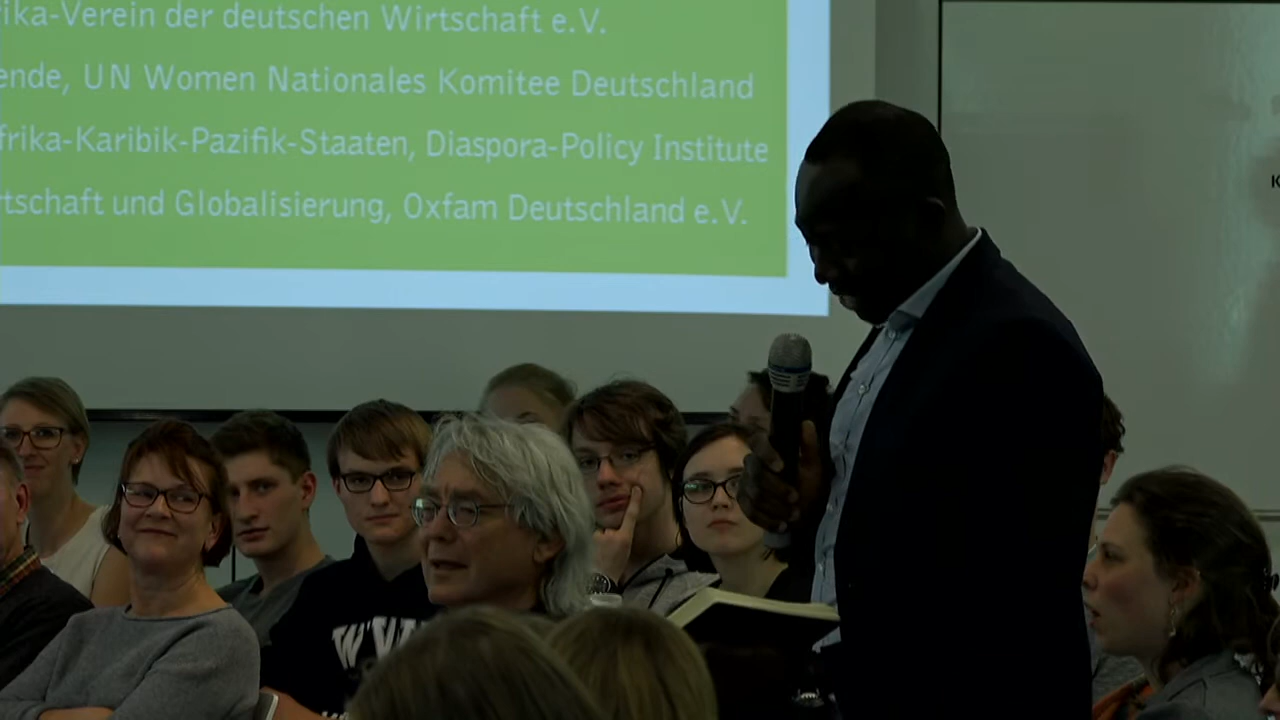 ika-Verein der deutschen Wirtschaft e.V.
ende, UN Women Nationales Komitee Deutschland
frika-Karibik-Pazifik-Staaten, Diaspora-Policy Institute
tschaft und Globalisierung, Oxfam Deutschland e.V.
K